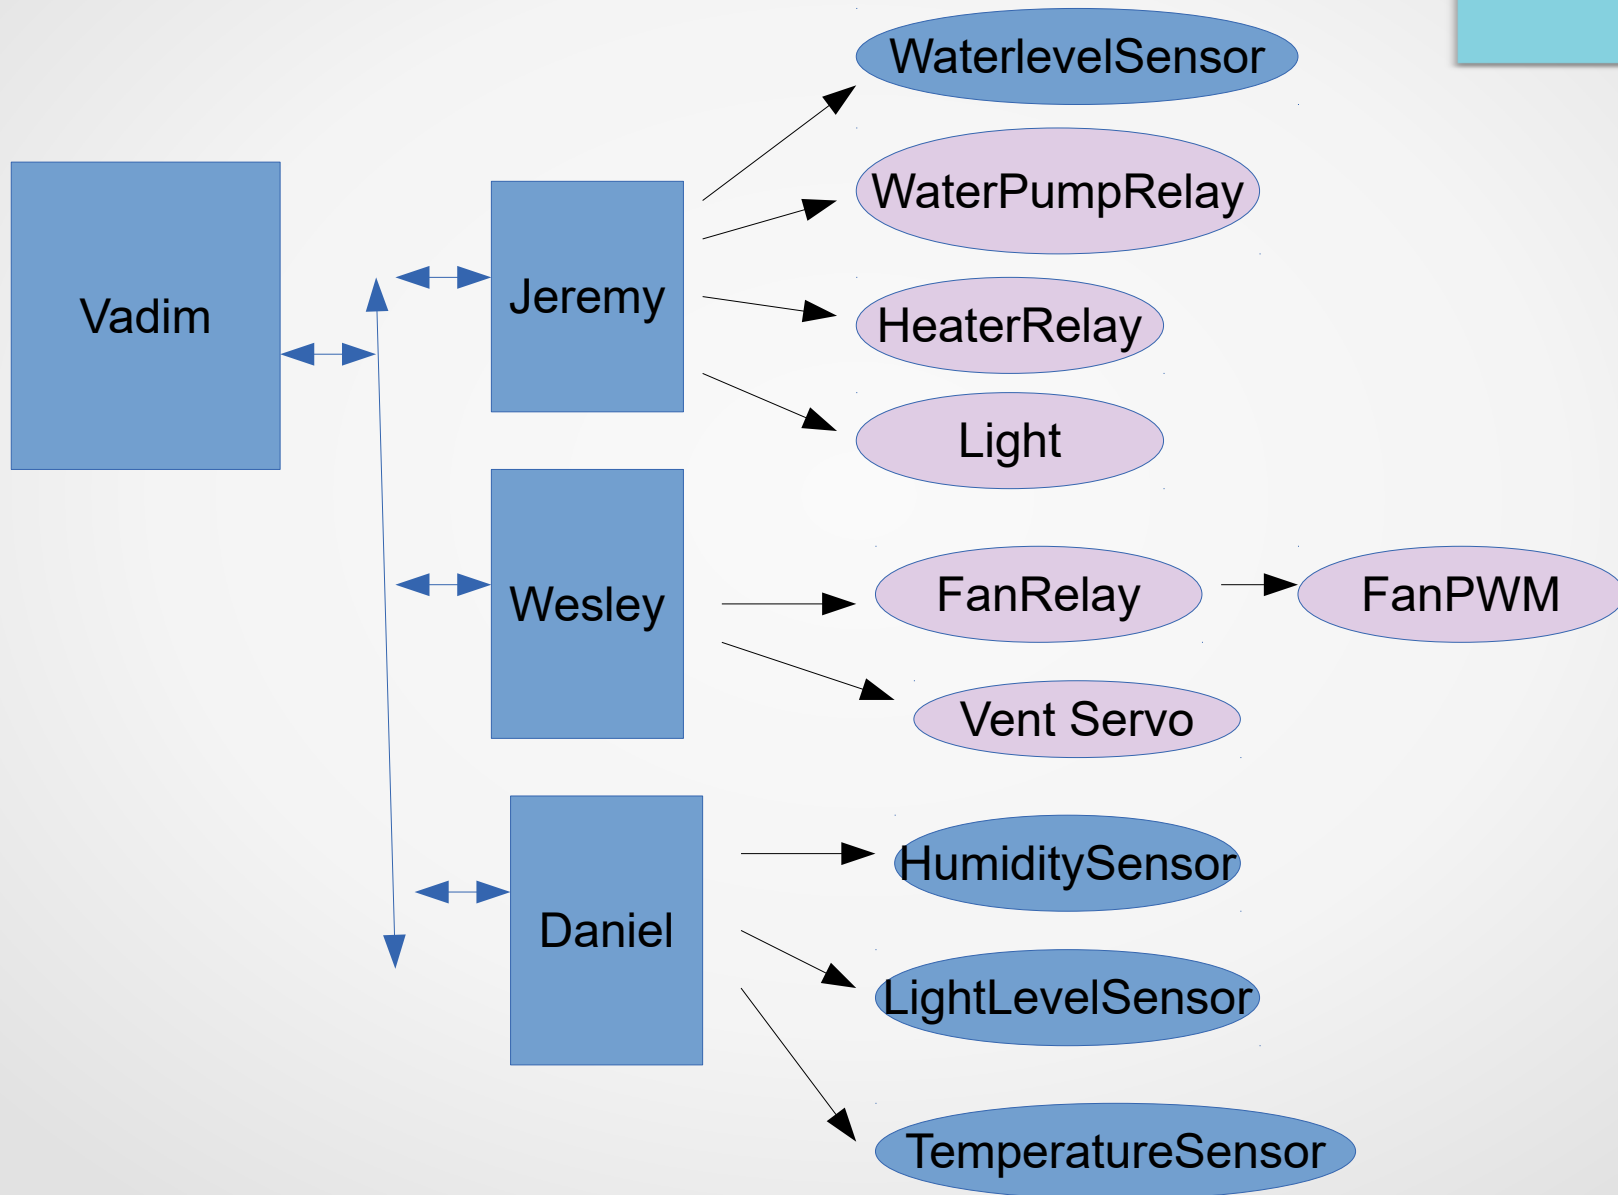 WaterlevelSensor
WaterPumpRelay
Vadim
Jeremy
HeaterRelay
Light
Wesley
FanRelay
FanPWM
Vent Servo
HumiditySensor
Daniel
LightLevelSensor
TemperatureSensor